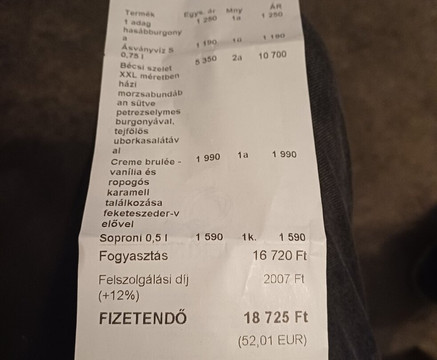 Termék Egys. ár Mny ÁR
1 adag 1 250 1a 1 250
hasábburgony
a
Ásványvíz S 1 190 1a 1 190
0,75 l
Bécsi szelet 5 350 2a 10 700
XXL méretben
házi
morzsabundáb
an sütve
petrezselymes
burgonyával,
tejfölös
uborkasalátáv
al
Creme brulée - 1 990 1a 1 990
vanília és
ropogós
karamell
találkozása
feketeszeder-v
elővel
Soproni 0,5 l 1 590 1k. 1 590
Fogyasztás 16 720 Ft
Felszolgálási díj 2007 Ft
(+12%)
FIZETENDŐ 18 725 Ft
(52,01 EUR)